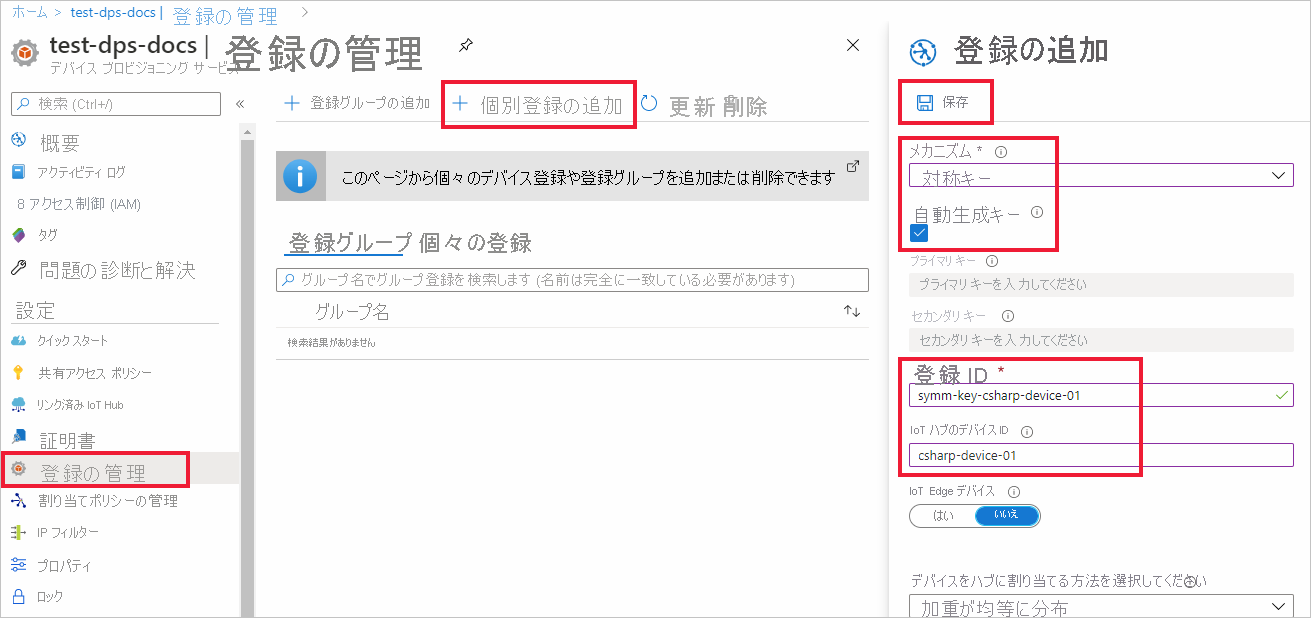 ホーム > test-dps-docs | 登録の管理 >
test-dps-docs | 登録の管理
デバイス プロビジョニング サービス
検索 (Ctrl+/)
概要
アクティビティ ログ
8 アクセス制御 (IAM)
タグ
問題の診断と解決
設定
クイック スタート
共有アクセス ポリシー
リンク済み IoT Hub
証明書
登録の管理
割り当てポリシーの管理
IP フィルター
プロパティ
ロック
+ 登録グループの追加 + 個別登録の追加 更新 削除
このページから個々のデバイス登録や登録グループを追加または削除できます
登録グループ 個々の登録
グループ名でグループ登録を検索します (名前は完全に一致している必要があります)
グループ名
検索結果がありません
登録の追加
保存
メカニズム *
対称キー
自動生成キー
プライマリ キー
プライマリ キーを入力してください
セカンダリ キー
セカンダリ キーを入力してください
登録 ID *
symm-key-csharp-device-01
IoT ハブのデバイス ID
csharp-device-01
IoT Edge デバイス
はい いいえ
デバイスをハブに割り当てる方法を選択してください
加重が均等に分布